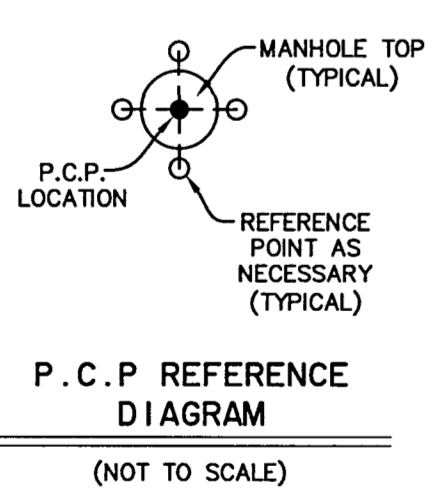 MANHOLE TOP
(TYPICAL)
P.C.P.
LOCATION
REFERENCE
POINT AS
NECESSARY
(TYPICAL)
P.C.P REFERENCE
DIAGRAM
(NOT TO SCALE)